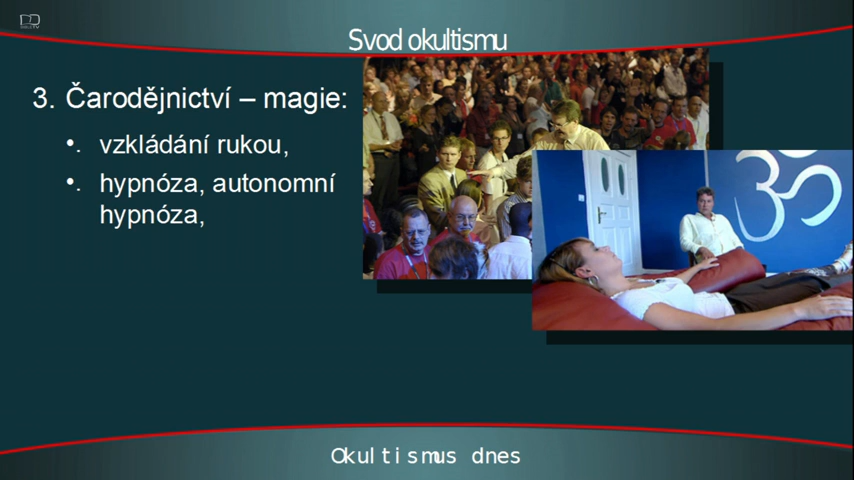 Svod okultismu
3. Čarodějnictví – magie:
•. vzkládání rukou,
•. hypnóza, autonomní
hypnóza,
Okultismus dnes